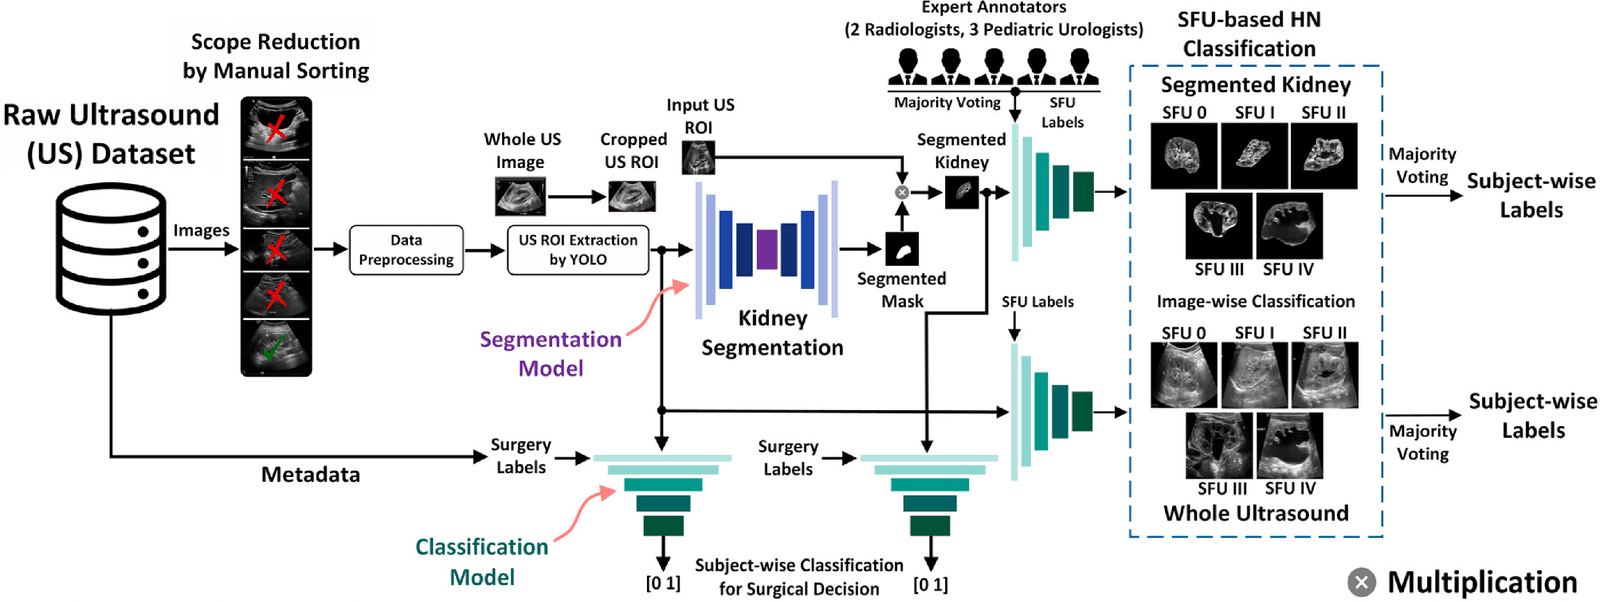 Raw Ultrasound
(US) Dataset
Images
Metadata
Scope Reduction
by Manual Sorting
Data
Preprocessing
Whole US
Image
Cropped
US ROI
US ROI Extraction
by YOLO
Input US
ROI
Segmentation
Model
Kidney
Segmentation
Segmented
Mask
Segmented
Kidney
Expert Annotators
(2 Radiologists, 3 Pediatric Urologists)
Majority Voting
SFU
Labels
SFU Labels
Surgery
Labels
Surgery
Labels
Classification
Model
[0 1]
Subject-wise Classification
for Surgical Decision
[0 1]
SFU-based HN
Classification
Segmented Kidney
SFU 0
SFU I
SFU II
SFU III
SFU IV
Image-wise Classification
SFU 0
SFU I
SFU II
SFU III
SFU IV
Whole Ultrasound
Majority
Voting
Subject-wise
Labels
Majority
Voting
Subject-wise
Labels
Multiplication